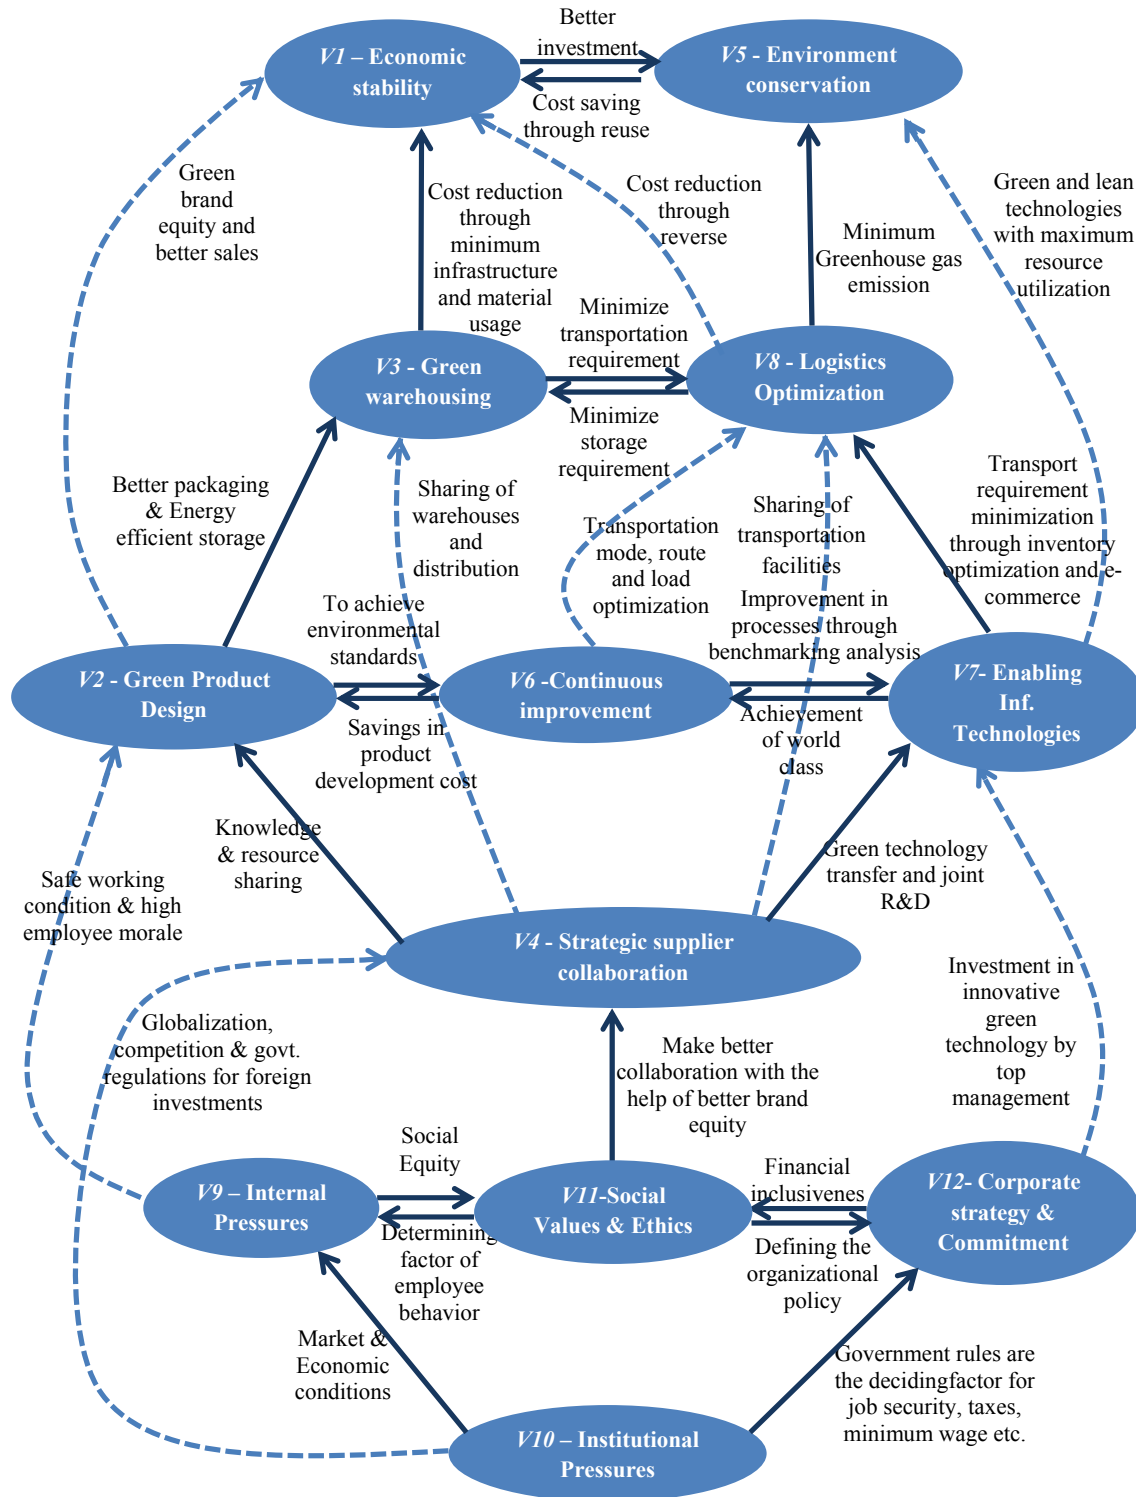 Better
investment
V1 – Economic
stability
V5 - Environment
conservation
Cost saving
through reuse
Green
brand
equity and
better sales
Cost reduction
through
minimum
infrastructure
and material
usage
Cost reduction
through
reverse
Minimum
Greenhouse gas
emission
Green and lean
technologies
with maximum
resource
utilization
Minimize
transportation
requirement
V3 - Green
warehousing
V8 - Logistics
Optimization
Minimize
storage
requirement
Better packaging
& Energy
efficient storage
Sharing of
warehouses
and
distribution
Transportation
mode, route
and load
optimization
Sharing of
transportation
facilities
Transport
requirement
minimization
through inventory
optimization and e-
commerce
To achieve
environmental
standards
Improvement in
processes through
benchmarking analysis
V2 - Green Product
Design
V6 -Continuous
improvement
V7- Enabling
Inf.
Technologies
Savings in
product
development cost
Achievement
of world
class
Knowledge
& resource
sharing
Green technology
transfer and joint
R&D
Safe working
condition & high
employee morale
V4 - Strategic supplier
collaboration
Globalization,
competition & govt.
regulations for foreign
investments
Make better
collaboration with the
help of better brand
equity
Investment in
innovative
green
technology by
top
management
Social
Equity
Financial
inclusivenes
V9 – Internal
Pressures
V11-Social
Values & Ethics
V12- Corporate
strategy &
Commitment
Determining
factor of
employee
behavior
Defining the
organizational
policy
Market &
Economic
conditions
Government rules are
the decidingfactor for
job security, taxes,
minimum wage etc.
V10 – Institutional
Pressures